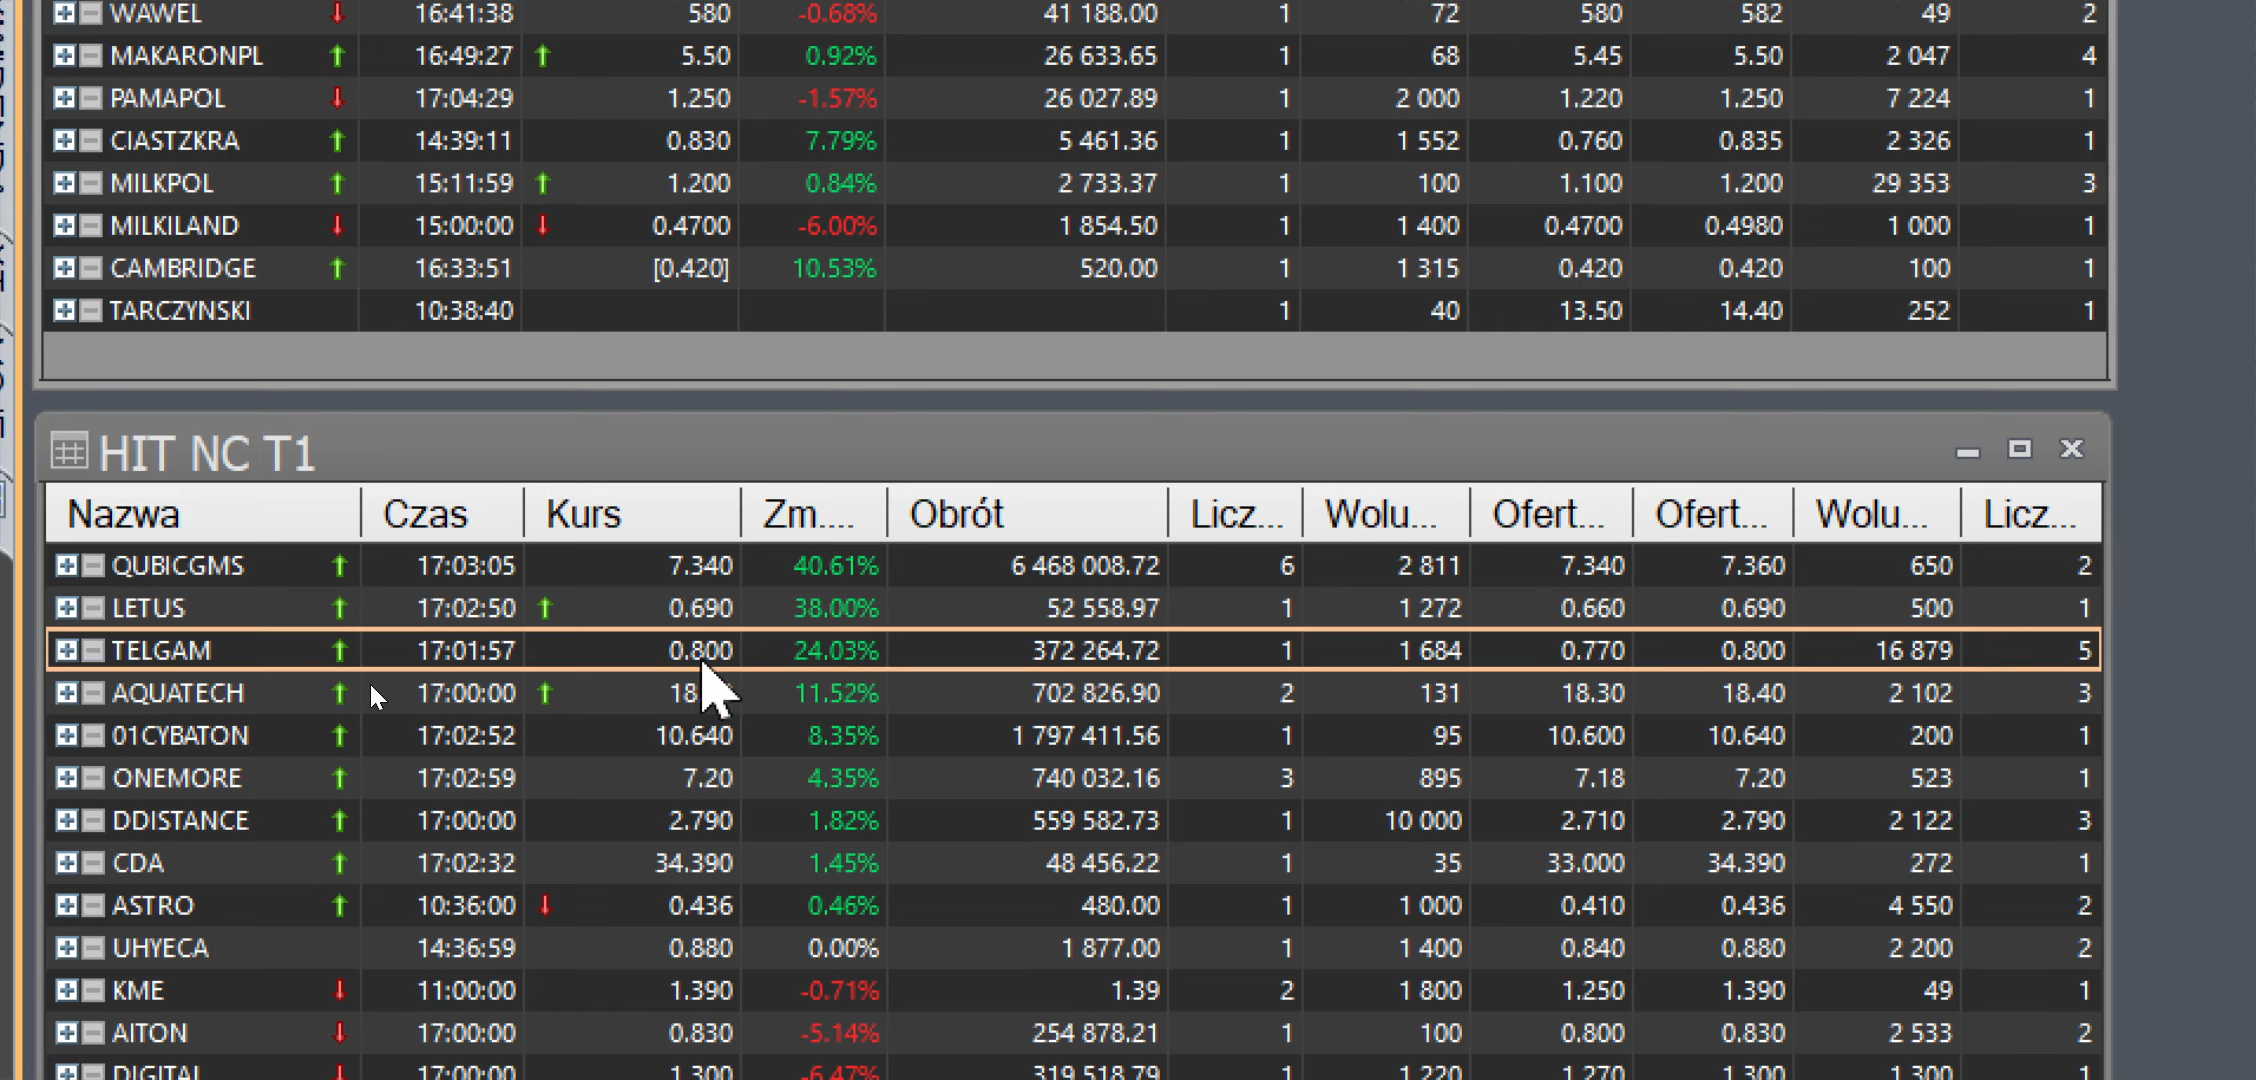 WAWEL 16:41:38 580 -0.68% 41 188.00 1 72 580 582 49 2
MAKARONPL 16:49:27 5.50 0.92% 26 633.65 1 68 5.45 5.50 2 047 4
PAMAPOL 17:04:29 1.250 -1.57% 26 027.89 1 2 000 1.220 1.250 7 224 1
CIASTZKRA 14:39:11 0.830 7.79% 5 461.36 1 1 552 0.760 0.835 2 326 1
MILKPOL 15:11:59 1.200 0.84% 2 733.37 1 100 1.100 1.200 29 353 3
MILKILAND 15:00:00 0.4700 -6.00% 1 854.50 1 1 400 0.4700 0.4980 1 000 1
CAMBRIDGE 16:33:51 [0.420] 10.53% 520.00 1 1 315 0.420 0.420 100 1
TARCZYNSKI 10:38:40 1 40 13.50 14.40 252 1
HIT NC T1
Nazwa Czas Kurs Zm.... Obrót Licz... Wolu... Ofert... Ofert... Wolu... Licz...
QUBICGMS 17:03:05 7.340 40.61% 6 468 008.72 6 2 811 7.340 7.360 650 2
LETUS 17:02:50 0.690 38.00% 52 558.97 1 1 272 0.660 0.690 500 1
TELGAM 17:01:57 0.800 24.03% 372 264.72 1 1 684 0.770 0.800 16 879 5
AQUATECH 17:00:00 11.52% 702 826.90 2 131 18.30 18.40 2 102 3
01CYBATON 17:02:52 10.640 8.35% 1 797 411.56 1 95 10.600 10.640 200 1
ONEMORE 17:02:59 7.20 4.35% 740 032.16 3 895 7.18 7.20 523 1
DDISTANCE 17:00:00 2.790 1.82% 559 582.73 1 10 000 2.710 2.790 2 122 3
CDA 17:02:32 34.390 1.45% 48 456.22 1 35 33.000 34.390 272 1
ASTRO 10:36:00 0.436 0.46% 480.00 1 1 000 0.410 0.436 4 550 2
UHYECA 14:36:59 0.880 0.00% 1 877.00 1 1 400 0.840 0.880 2 200 2
KME 11:00:00 1.390 -0.71% 1.39 2 1 800 1.250 1.390 49 1
AITON 17:00:00 0.830 -5.14% 254 878.21 1 100 0.800 0.830 2 533 2
DIGITAL 17:00:00 1.300 -6.47% 319 518.79 1 1 220 1.270 1.300 1 300 1